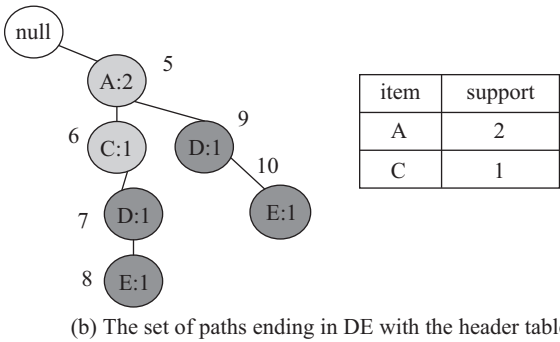 null
5
A:2
9
6
C:1
D:1
10
7
D:1
E:1
8
E:1
item support
A 2
C 1
(b) The set of paths ending in DE with the header